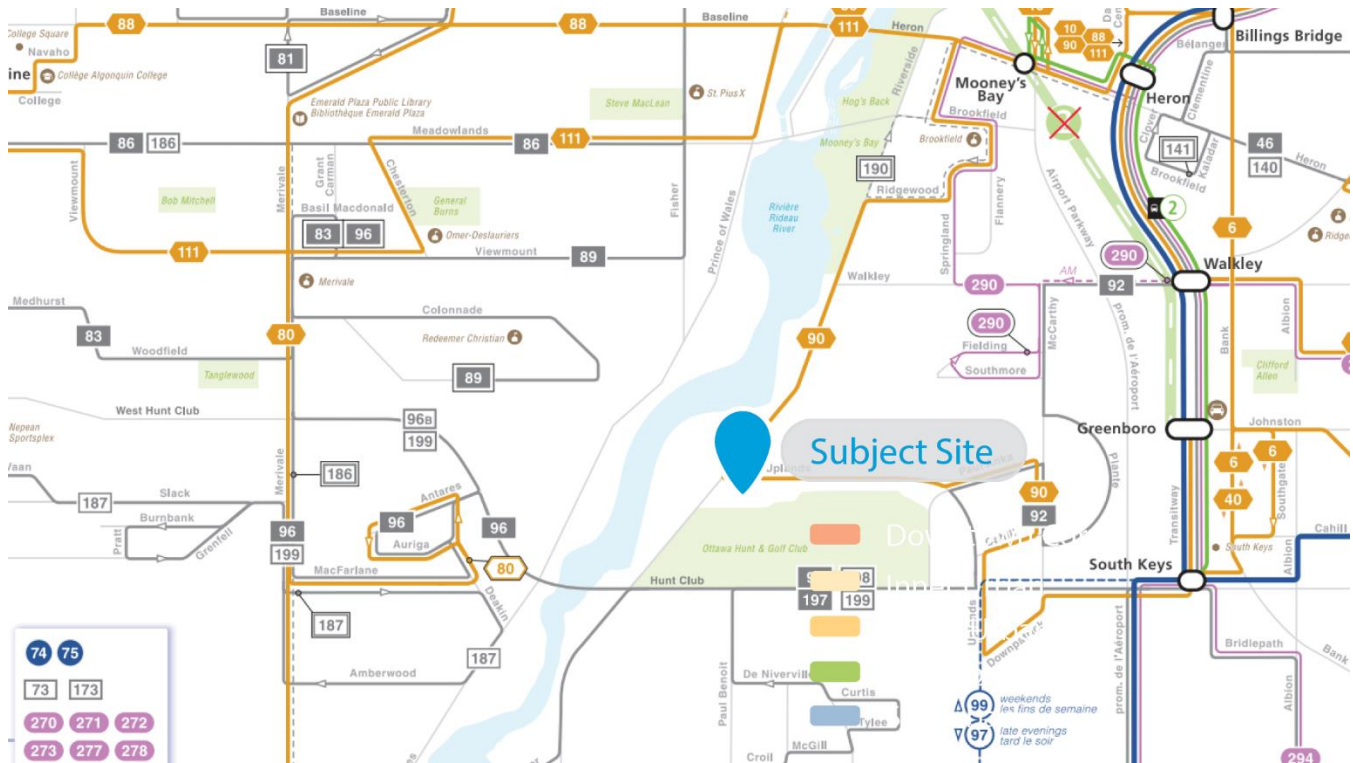 Baseline
Baseline
88
88
88
111
Heron
10
90
88
111
College Square
Navaho
ine
Collège Algonquin College
College
81
Emerald Plaza Public Library
Bibliothèque Emerald Plaza
Steve MacLean
St. Pius X
Hog's Back
Riverside
Mooney's
Bay
Billings Bridge
Bélanger
Heron
Clementine
Clover
Kaladar
Meadowlands
86
186
86
111
Mooney's Bay
Brookfield
Brookfield
141
Brookfield
46
140
Heron
190
Ridgewood
Viewmount
Bob Mitchell
Merivale
Grant
Carman
Chesterton
General
Burns
Basil Macdonald
83
96
Omer-Deslauriers
Fisher
Prince of Wales
Rivière
Rideau
River
Springland
Flannery
Airport Parkway
2
6
111
Viewmount
89
Merivale
Walkley
290
AM
290
92
Walkley
Medhurst
83
Colonnade
80
Redeemer Christian
Woodfield
Tanglewood
89
90
290
Fielding
Southmore
McCarthy
prom. de l'Aéroport
Bank
Albion
Clifford
Allen
West Hunt Club
96B
199
Nepean
Sportsplex
Subject Site
Greenboro
Johnston
186
Merivale
Slack
187
Antares
Burnbank
Pratt
Grenfell
96
199
96
Auriga
96
80
MacFarlane
Deakin
187
187
Amberwood
Hunt Club
Ottawa Hunt & Golf Club
90
92
Plante
Transitway
6
6
40
Southgate
South Keys
Albion
Cahill
South Keys
197
199
Uplands
Paul Benoit
De Niverville
Curtis
Tylee
McGill
Croil
99
weekends
les fins de semaine
97
late evenings
tard le soir
prom. de l'Aéroport
Bridlepath
Bank
Albion
294
74
75
73
173
270
271
272
273
277
278